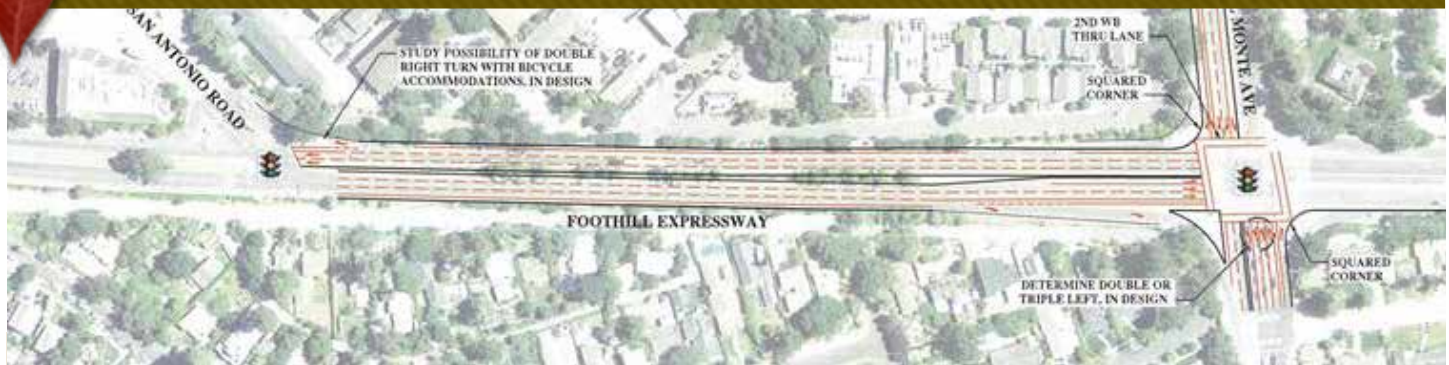 SAN ANTONIO ROAD
STUDY POSSIBILITY OF DOUBLE
RIGHT TURN WITH BICYCLE
ACCOMMODATIONS, IN DESIGN
2ND WB
THRU LANE
MONTE AVE
SQUARED
CORNER
FOOTHILL EXPRESSWAY
DETERMINE DOUBLE OR
TRIPLE LEFT, IN DESIGN
SQUARED
CORNER